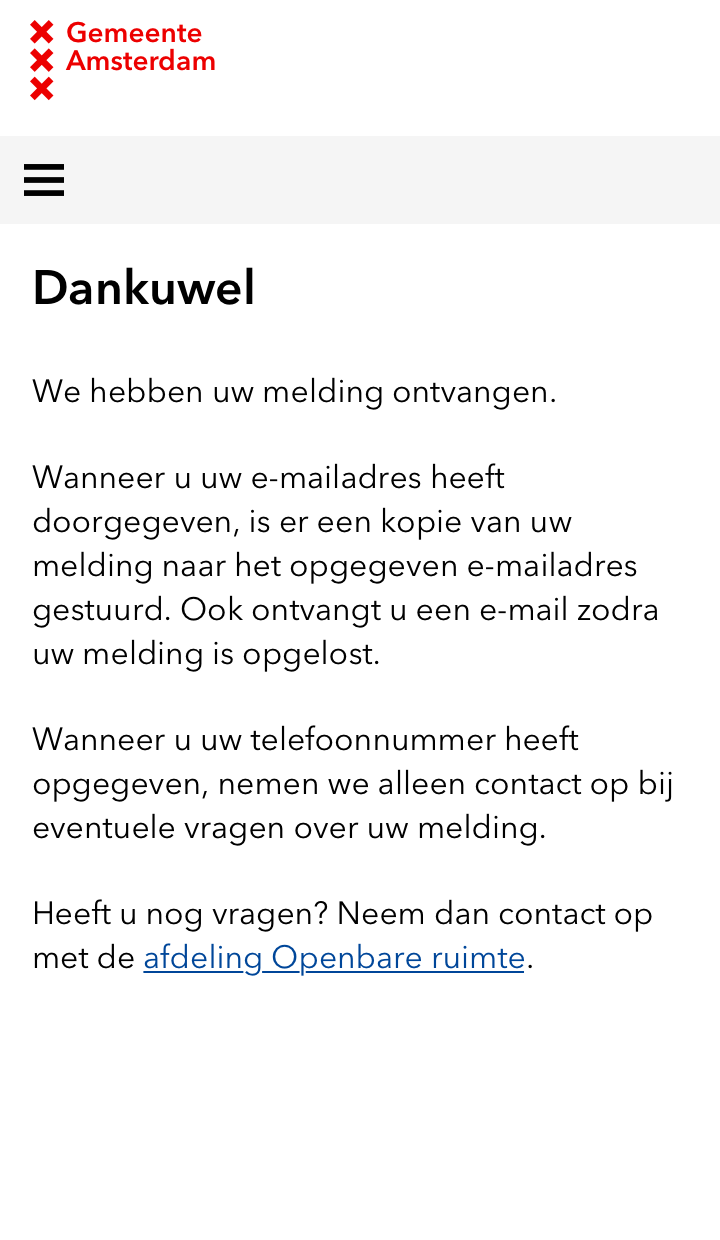 Gemeente
Amsterdam
Dankuwel
We hebben uw melding ontvangen.
Wanneer u uw e-mailadres heeft
doorgegeven, is er een kopie van uw
melding naar het opgegeven e-mailadres
gestuurd. Ook ontvangt u een e-mail zodra
uw melding is opgelost.
Wanneer u uw telefoonnummer heeft
opgegeven, nemen we alleen contact op bij
eventuele vragen over uw melding.
Heeft u nog vragen? Neem dan contact op
met de afdeling Openbare ruimte.